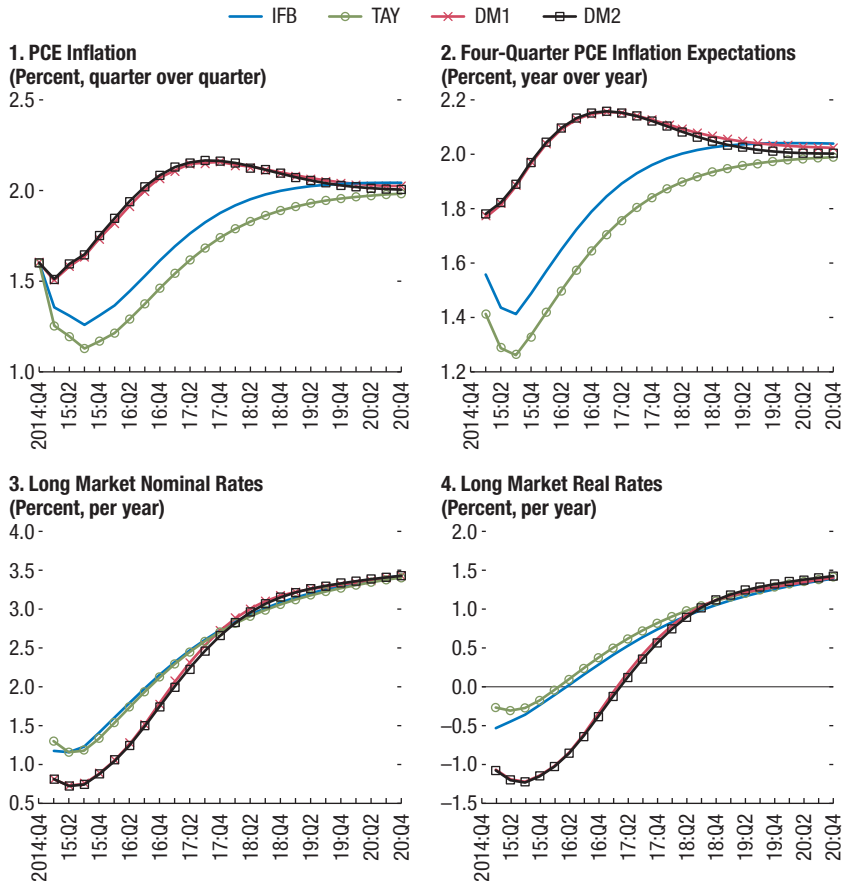 IFB TAY DM1 DM2
1. PCE Inflation
(Percent, quarter over quarter)
2.5
2.0
1.5
1.0
2014:Q4 15:Q2 15:Q4 16:Q2 16:Q4 17:Q2 17:Q4 18:Q2 18:Q4 19:Q2 19:Q4 20:Q2 20:Q4
2. Four-Quarter PCE Inflation Expectations
(Percent, year over year)
2.2
2.0
1.8
1.6
1.4
1.2
2014:Q4 15:Q2 15:Q4 16:Q2 16:Q4 17:Q2 17:Q4 18:Q2 18:Q4 19:Q2 19:Q4 20:Q2 20:Q4
3. Long Market Nominal Rates
(Percent, per year)
4.0
3.5
3.0
2.5
2.0
1.5
1.0
0.5
2014:Q4 15:Q2 15:Q4 16:Q2 16:Q4 17:Q2 17:Q4 18:Q2 18:Q4 19:Q2 19:Q4 20:Q2 20:Q4
4. Long Market Real Rates
(Percent, per year)
2.0
1.5
1.0
0.5
0.0
–0.5
–1.0
–1.5
2014:Q4 15:Q2 15:Q4 16:Q2 16:Q4 17:Q2 17:Q4 18:Q2 18:Q4 19:Q2 19:Q4 20:Q2 20:Q4